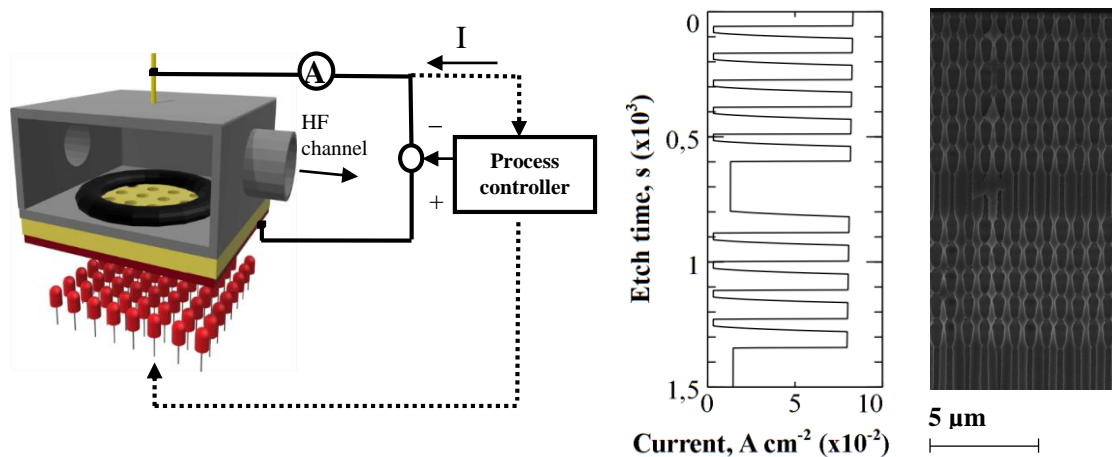 I
A
HF
channel
–
+
Process
controller
Etch time, s (x10³)
0
0,5
1
1,5
0 5 10
Current, A cm⁻² (x10⁻²)
5 µm